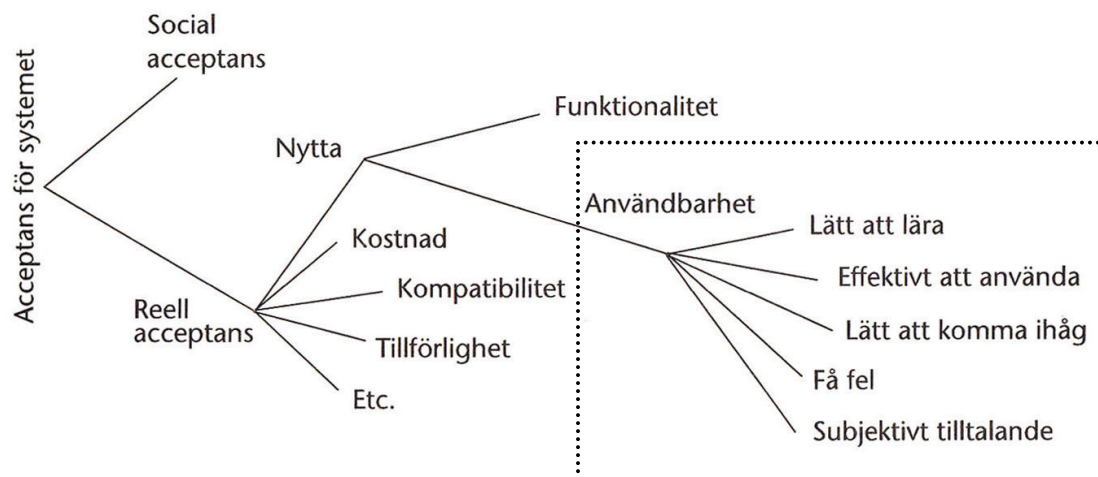 Acceptans för systemet
Social
acceptans
Reell
acceptans
Nytta
Kostnad
Kompatibilitet
Tillförlighet
Etc.
Funktionalitet
Användbarhet
Lätt att lära
Effektivt att använda
Lätt att komma ihåg
Få fel
Subjektivt tilltalande